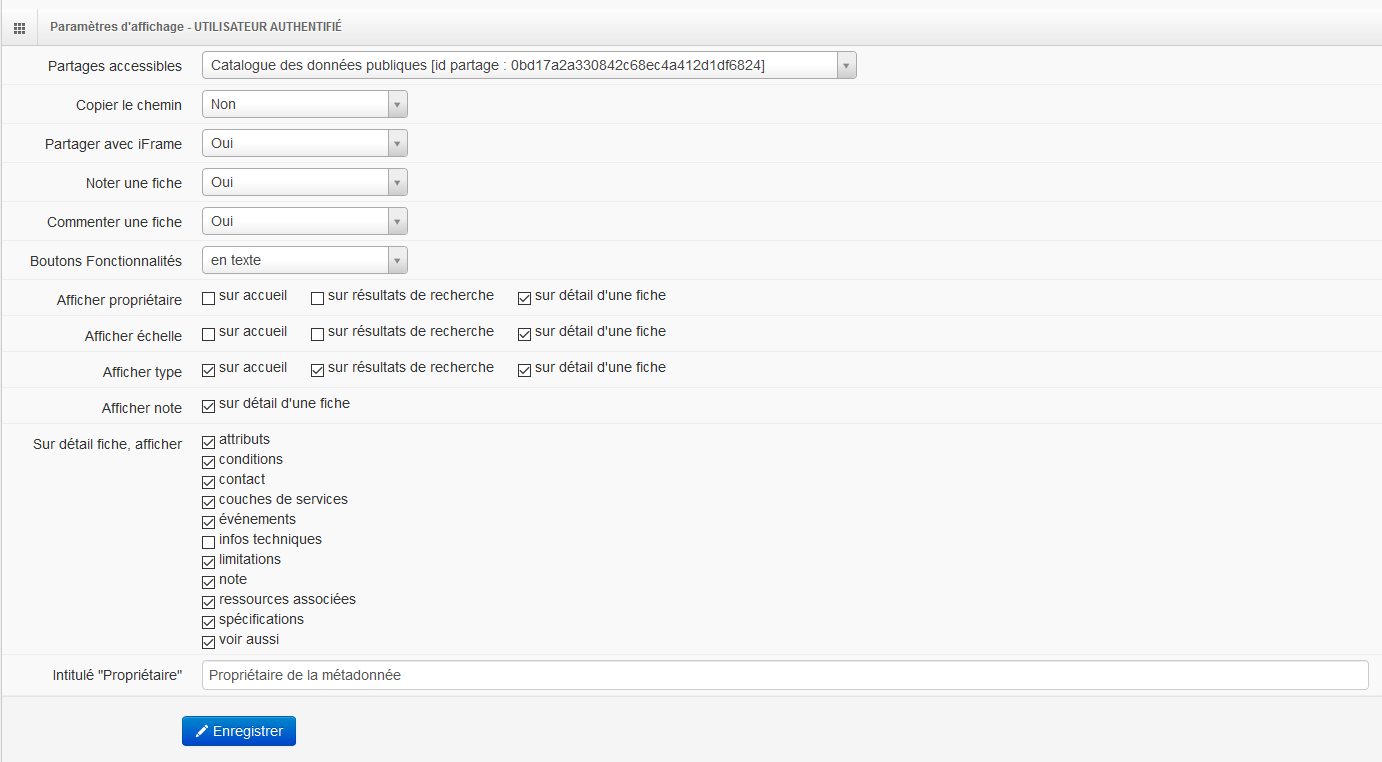 Paramètres d'affichage - UTILISATEUR AUTHENTIFIÉ
Partages accessibles Catalogue des données publiques [id partage : 0bd17a2a330842c68ec4a412d1df6824]
Copier le chemin Non
Partager avec iFrame Oui
Noter une fiche Oui
Commenter une fiche Oui
Boutons Fonctionnalités en texte
Afficher propriétaire sur accueil sur résultats de recherche sur détail d'une fiche
Afficher échelle sur accueil sur résultats de recherche sur détail d'une fiche
Afficher type sur accueil sur résultats de recherche sur détail d'une fiche
Afficher note sur détail d'une fiche
Sur détail fiche, afficher attributs
conditions
contact
couches de services
événements
infos techniques
limitations
note
ressources associées
spécifications
voir aussi
Intitulé "Propriétaire" Propriétaire de la métadonnée
Enregistrer